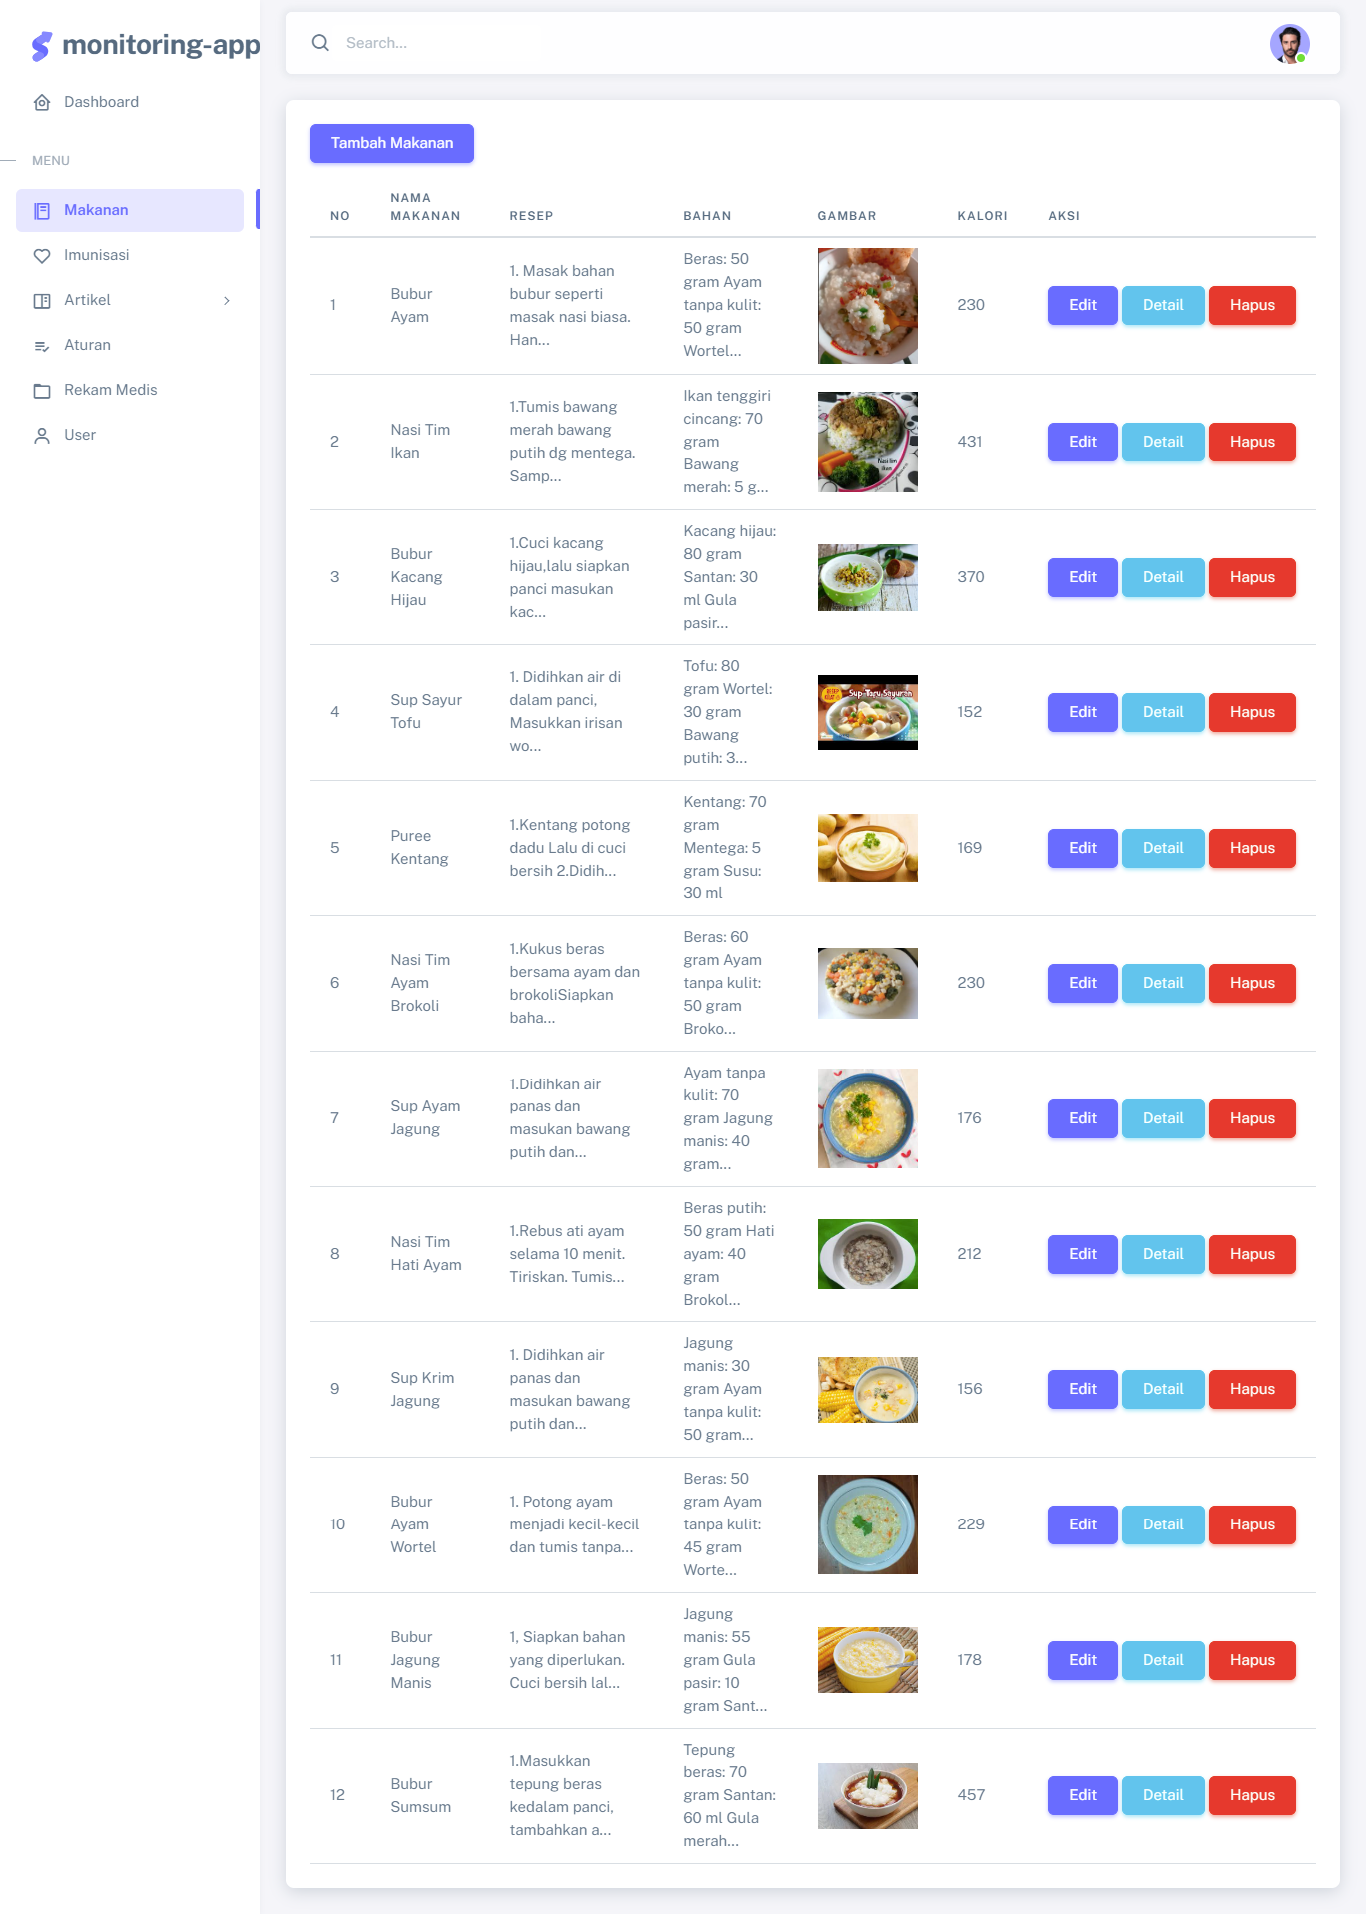 monitoring-app
Dashboard
MENU
Makanan
Imunisasi
Artikel
Aturan
Rekam Medis
User
Search...
Tambah Makanan
NO
NAMA
MAKANAN
RESEP
BAHAN
GAMBAR
KALORI
AKSI
1
Bubur
Ayam
1. Masak bahan
bubur seperti
masak nasi biasa.
Han...
Beras: 50
gram Ayam
tanpa kulit:
50 gram
Wortel...
230
Edit
Detail
Hapus
2
Nasi Tim
Ikan
1.Tumis bawang
merah bawang
putih dg mentega.
Samp...
Ikan tenggiri
cincang: 70
gram
Bawang
merah: 5 g...
Nasi tim
ikan
431
Edit
Detail
Hapus
3
Bubur
Kacang
Hijau
1.Cuci kacang
hijau,lalu siapkan
panci masukan
kac...
Kacang hijau:
80 gram
Santan: 30
ml Gula
pasir...
370
Edit
Detail
Hapus
4
Sup Sayur
Tofu
1. Didihkan air di
dalam panci,
Masukkan irisan
wo...
Tofu: 80
gram Wortel:
30 gram
Bawang
putih: 3...
Sup Tofu Sayuran
152
Edit
Detail
Hapus
5
Puree
Kentang
1.Kentang potong
dadu Lalu di cuci
bersih 2.Didih...
Kentang: 70
gram
Mentega: 5
gram Susu:
30 ml
169
Edit
Detail
Hapus
6
Nasi Tim
Ayam
Brokoli
1.Kukus beras
bersama ayam dan
brokoliSiapkan
baha...
Beras: 60
gram Ayam
tanpa kulit:
50 gram
Broko...
230
Edit
Detail
Hapus
7
Sup Ayam
Jagung
1.Didihkan air
panas dan
masukan bawang
putih dan...
Ayam tanpa
kulit: 70
gram Jagung
manis: 40
gram...
176
Edit
Detail
Hapus
8
Nasi Tim
Hati Ayam
1.Rebus ati ayam
selama 10 menit.
Tiriskan. Tumis...
Beras putih:
50 gram Hati
ayam: 40
gram
Brokol...
212
Edit
Detail
Hapus
9
Sup Krim
Jagung
1. Didihkan air
panas dan
masukan bawang
putih dan...
Jagung
manis: 30
gram Ayam
tanpa kulit:
50 gram...
156
Edit
Detail
Hapus
10
Bubur
Ayam
Wortel
1. Potong ayam
menjadi kecil-kecil
dan tumis tanpa...
Beras: 50
gram Ayam
tanpa kulit:
45 gram
Worte...
229
Edit
Detail
Hapus
11
Bubur
Jagung
Manis
1, Siapkan bahan
yang diperlukan.
Cuci bersih lal...
Jagung
manis: 55
gram Gula
pasir: 10
gram Sant...
178
Edit
Detail
Hapus
12
Bubur
Sumsum
1.Masukkan
tepung beras
kedalam panci,
tambahkan a...
Tepung
beras: 70
gram Santan:
60 ml Gula
merah...
457
Edit
Detail
Hapus